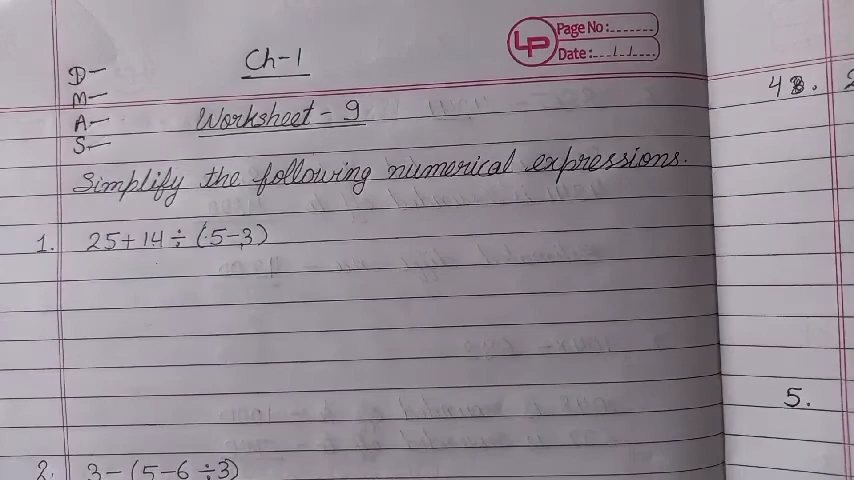 LP
Page No:.......
Date:.../.../...
Ch-1
D-
M-
A-
S-
Worksheet - 9
Simplify the following numerical expressions.
1. 25+14÷(5-3)
2. 3-(5-6÷3)
4.
5.